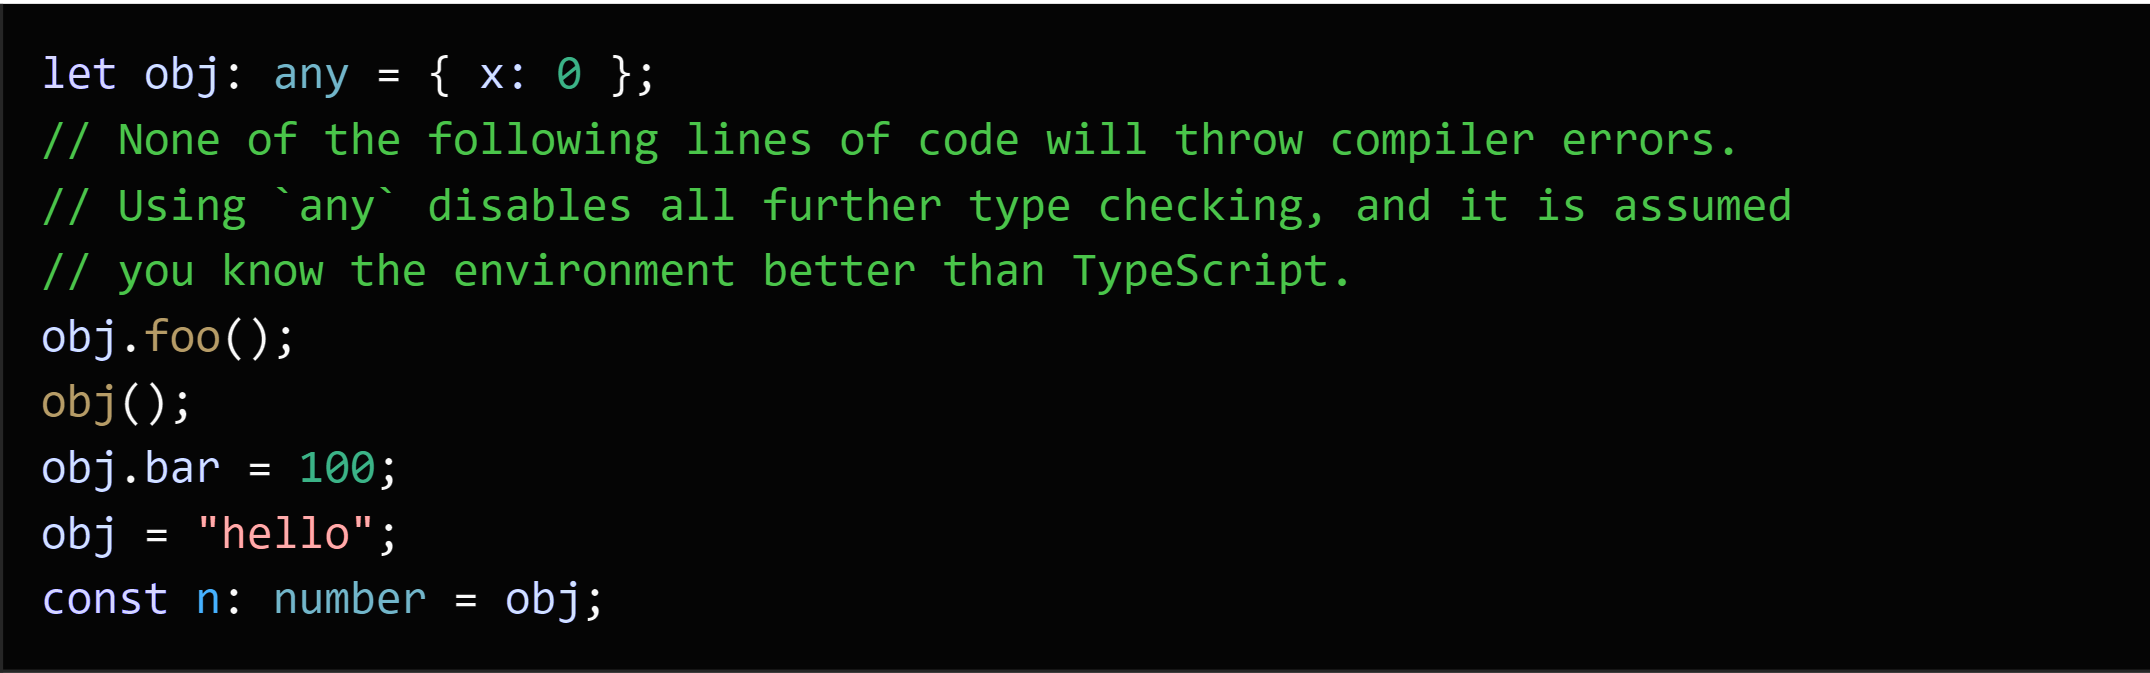 let obj: any = { x: 0 };
// None of the following lines of code will throw compiler errors.
// Using `any` disables all further type checking, and it is assumed
// you know the environment better than TypeScript.
obj.foo();
obj();
obj.bar = 100;
obj = "hello";
const n: number = obj;